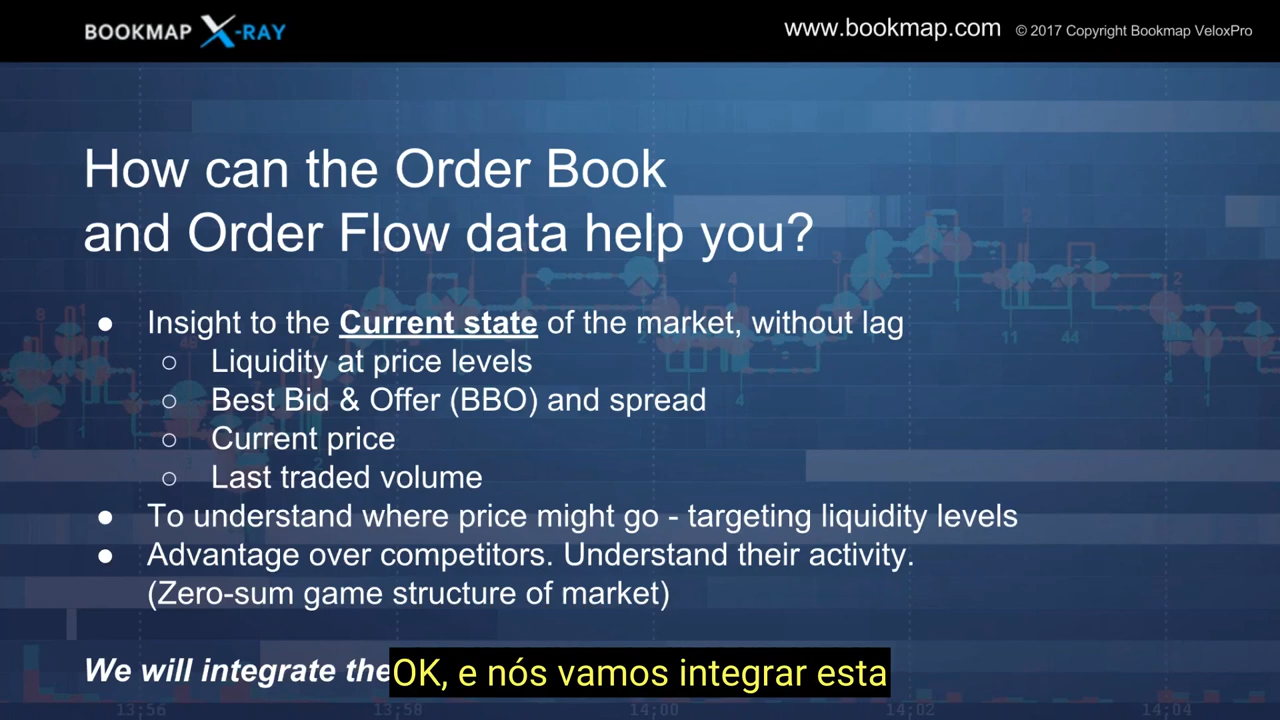 BOOKMAP X-RAY
www.bookmap.com © 2017 Copyright Bookmap VeloxPro
How can the Order Book
and Order Flow data help you?
● Insight to the Current state of the market, without lag
○ Liquidity at price levels
○ Best Bid & Offer (BBO) and spread
○ Current price
○ Last traded volume
● To understand where price might go - targeting liquidity levels
● Advantage over competitors. Understand their activity.
(Zero-sum game structure of market)
We will integrate the
OK, e nós vamos integrar esta
13:56 13:58 14:00 14:02 14:04